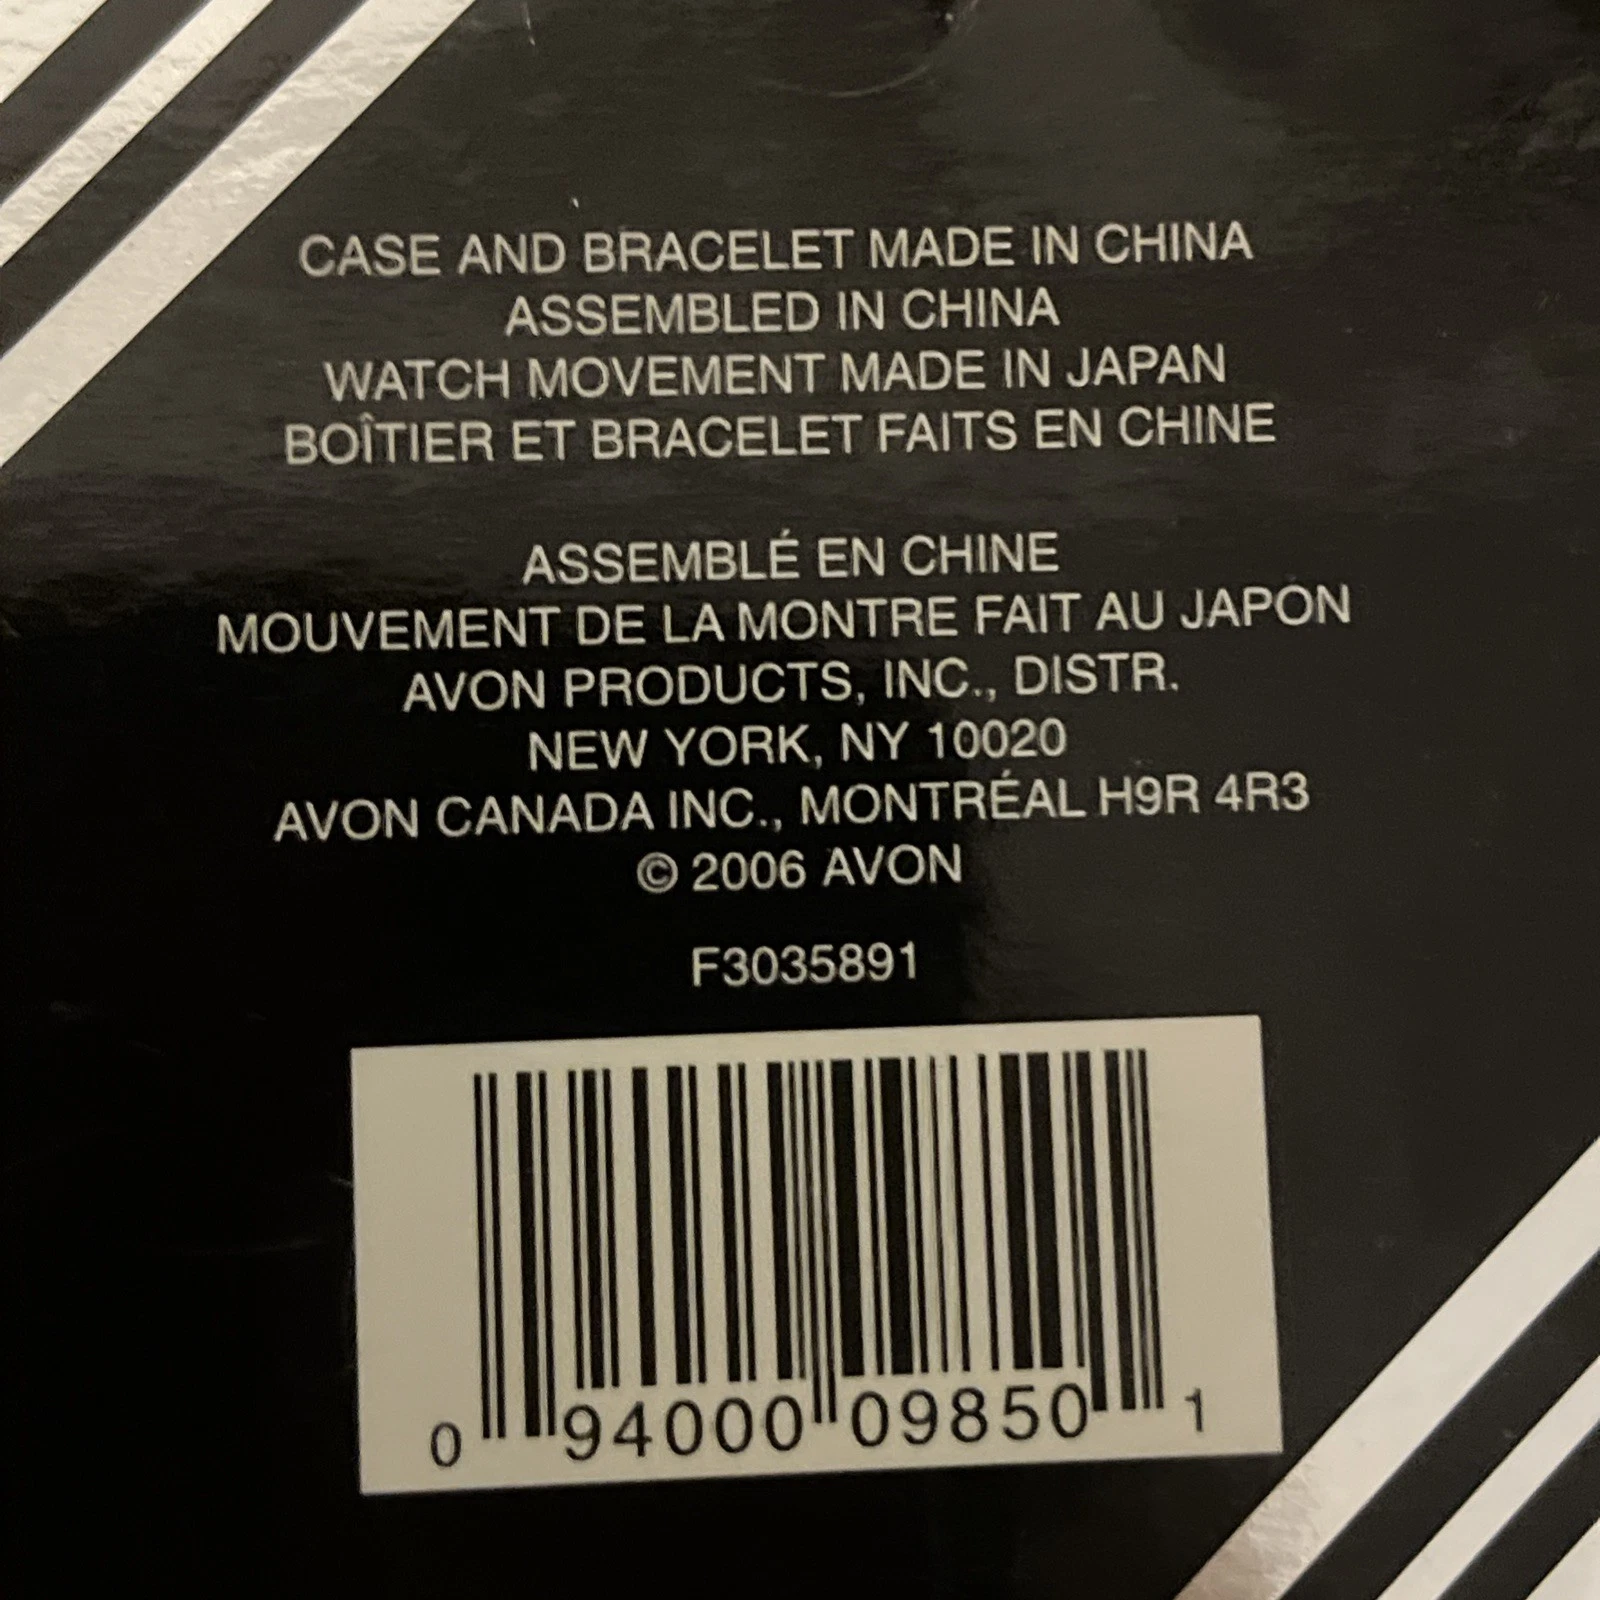 CASE AND BRACELET MADE IN CHINA
ASSEMBLED IN CHINA
WATCH MOVEMENT MADE IN JAPAN
BOÎTIER ET BRACELET FAITS EN CHINE
ASSEMBLÉ EN CHINE
MOUVEMENT DE LA MONTRE FAIT AU JAPON
AVON PRODUCTS, INC., DISTR.
NEW YORK, NY 10020
AVON CANADA INC., MONTRÉAL H9R 4R3
© 2006 AVON
F3035891
0 94000 09850 1